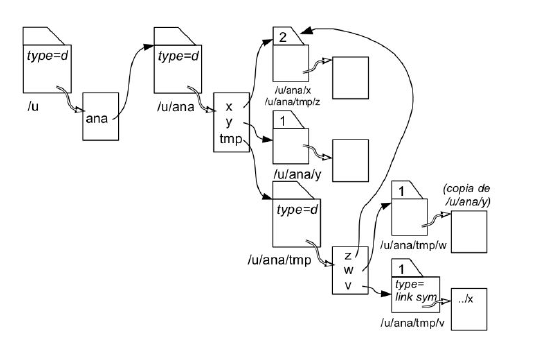 type=d
/u
ana
type=d
/u/ana
x
y
tmp
2
/u/ana/x
/u/ana/tmp/z
1
/u/ana/y
type=d
/u/ana/tmp
z
w
v
1
(copia de
/u/ana/y)
/u/ana/tmp/w
1
type=
link sym
../x
/u/ana/tmp/v